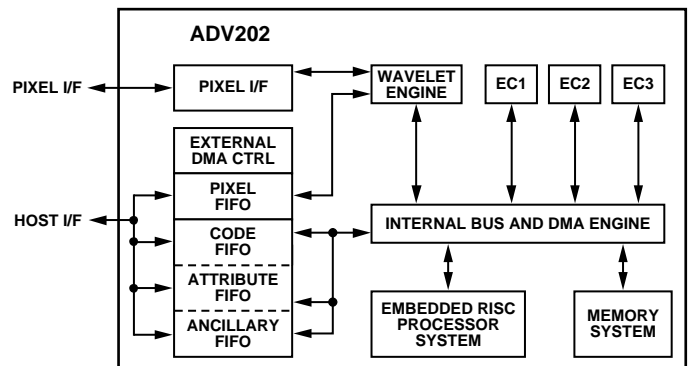 ADV202
PIXEL I/F
PIXEL I/F
WAVELET
ENGINE
EC1
EC2
EC3
EXTERNAL
DMA CTRL
PIXEL
FIFO
HOST I/F
CODE
FIFO
INTERNAL BUS AND DMA ENGINE
ATTRIBUTE
FIFO
ANCILLARY
FIFO
EMBEDDED RISC
PROCESSOR
SYSTEM
MEMORY
SYSTEM